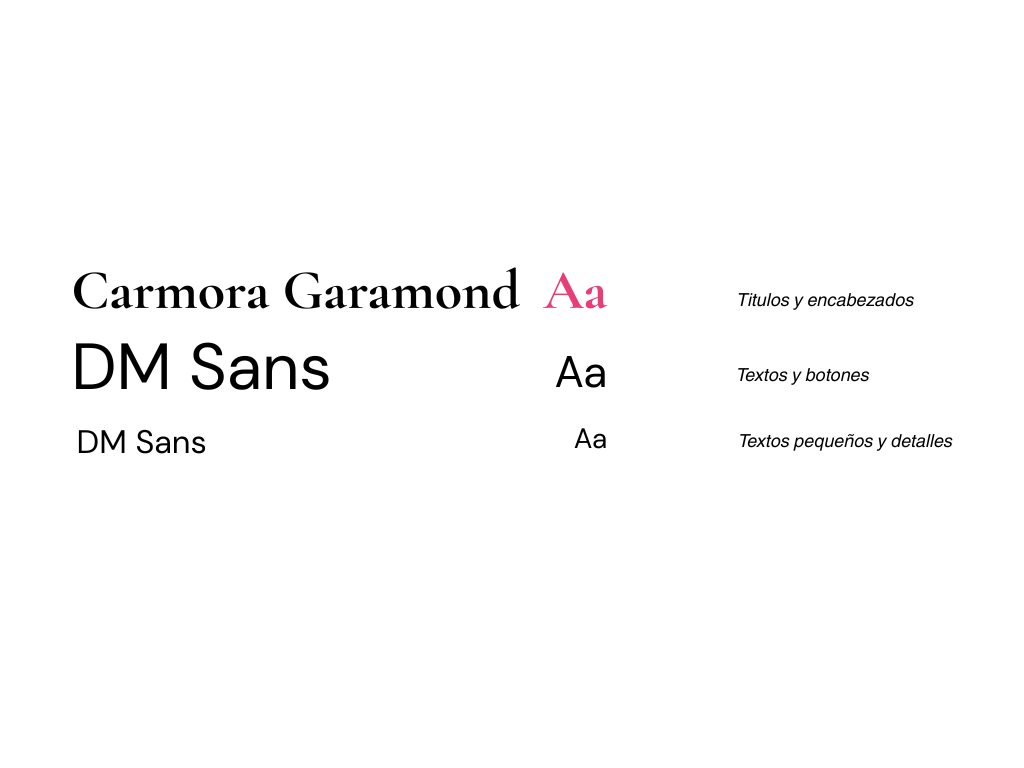 Carmora Garamond Aa Titulos y encabezados
DM Sans Aa Textos y botones
DM Sans Aa Textos pequeños y detalles